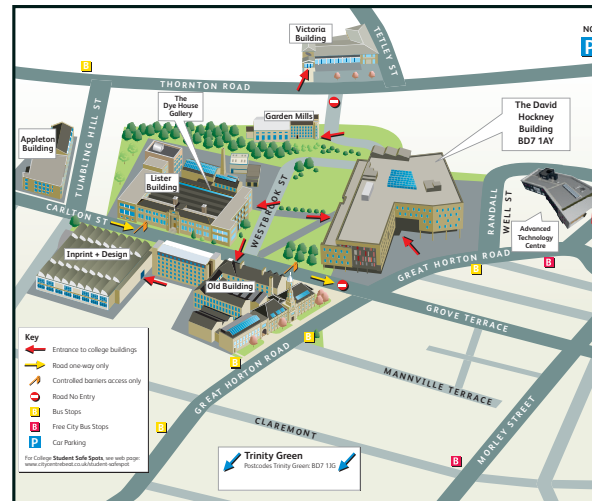 Victoria
Building
TETLEY ST
NO
P
B
THORNTON ROAD
The
Dye House
Gallery
Garden Mills
The David
Hockney
Building
BD7 1AY
Appleton
Building
TUMBLING HILL ST
Lister
Building
WESTBROOK ST
CARLTON ST
RANDALL
WELL ST
Advanced
Technology
Centre
Inprint + Design
Old Building
GREAT HORTON ROAD
B
B
GROVE TERRACE
Key
Entrance to college buildings
Road one-way only
Controlled barriers access only
Road No Entry
B Bus Stops
B Free City Bus Stops
P Car Parking
For College Student Safe Spots, see web page:
www.citycentrebeat.co.uk/student-safespot
B
B
GREAT HORTON ROAD
MANNVILLE TERRACE
B
CLAREMONT
MORLEY STREET
B
Trinity Green
Postcodes Trinity Green: BD7 1JG